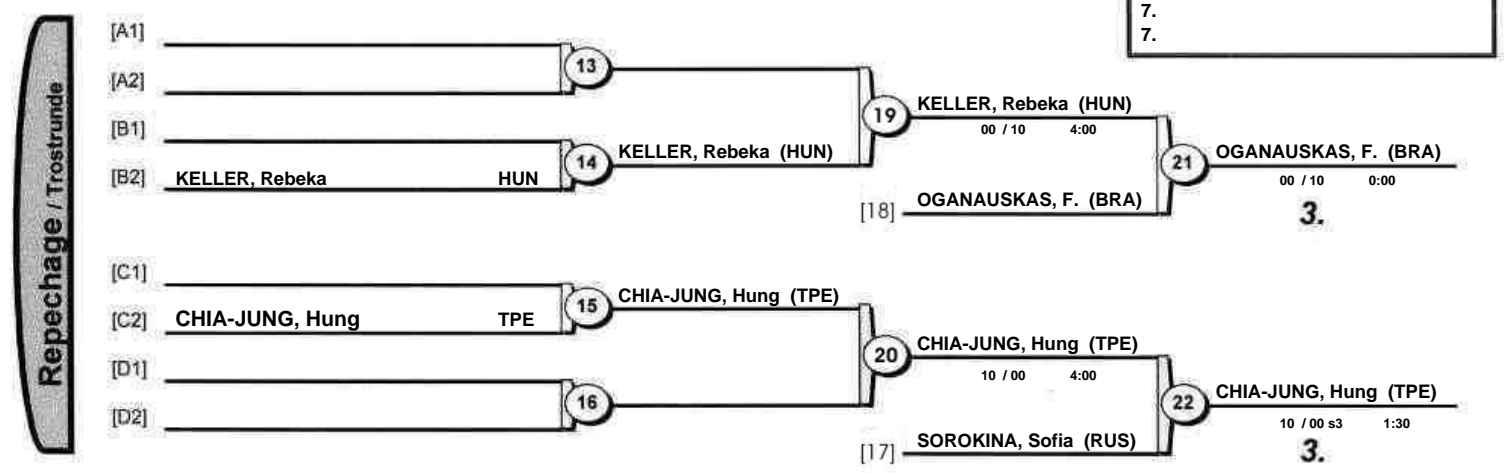 7.
7.
Repechage / Trostrunde
[A1]
[A2]
13
[B1]
[B2] KELLER, Rebeka HUN
14
KELLER, Rebeka (HUN)
19
KELLER, Rebeka (HUN)
00 / 10 4:00
[18] OGANAUSKAS, F. (BRA)
21
OGANAUSKAS, F. (BRA)
00 / 10 0:00
3.
[C1]
[C2] CHIA-JUNG, Hung TPE
15
CHIA-JUNG, Hung (TPE)
[D1]
[D2]
16
20
CHIA-JUNG, Hung (TPE)
10 / 00 4:00
[17] SOROKINA, Sofia (RUS)
22
CHIA-JUNG, Hung (TPE)
10 / 00 s3 1:30
3.